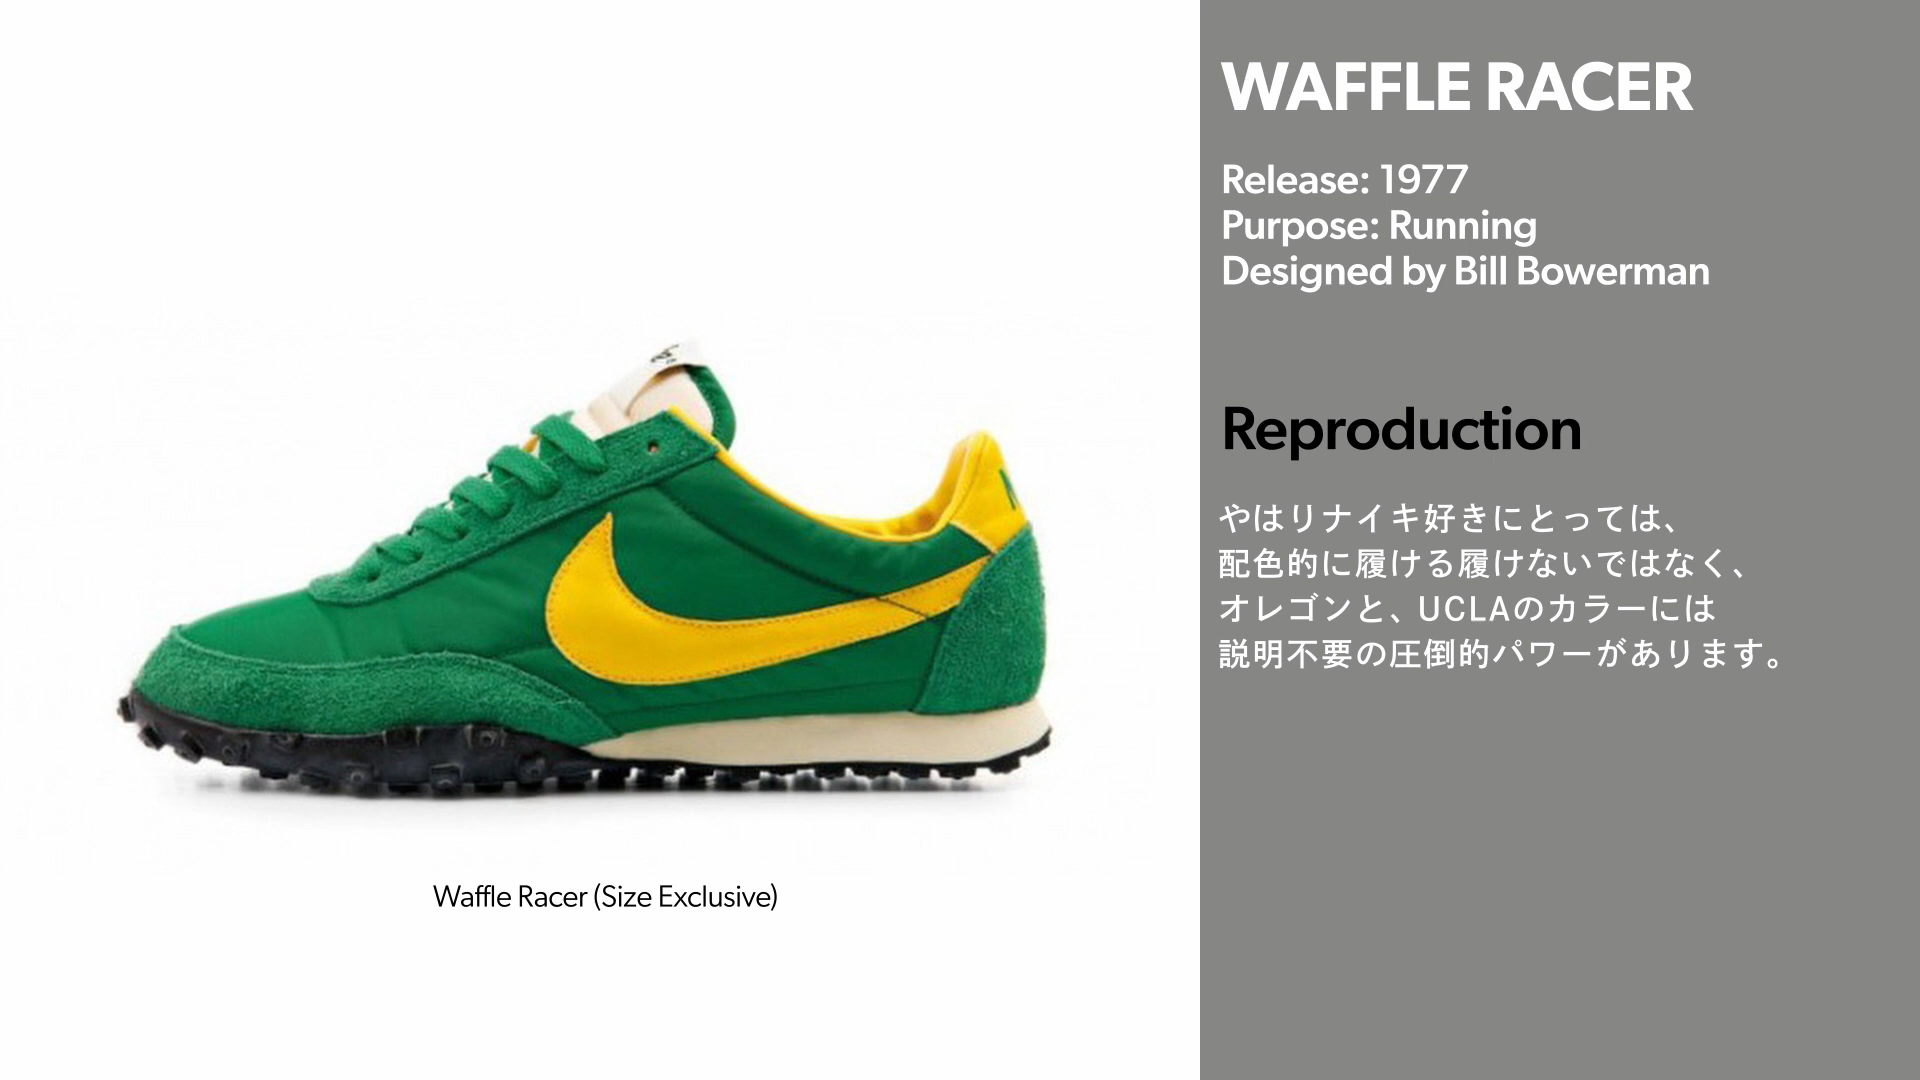 WAFFLE RACER
Release: 1977
Purpose: Running
Designed by Bill Bowerman
Reproduction
やはりナイキ好きにとっては、
配色的に履ける履けないではなく、
オレゴンと、UCLAのカラーには
説明不要の圧倒的パワーがあります。
Waffle Racer (Size Exclusive)